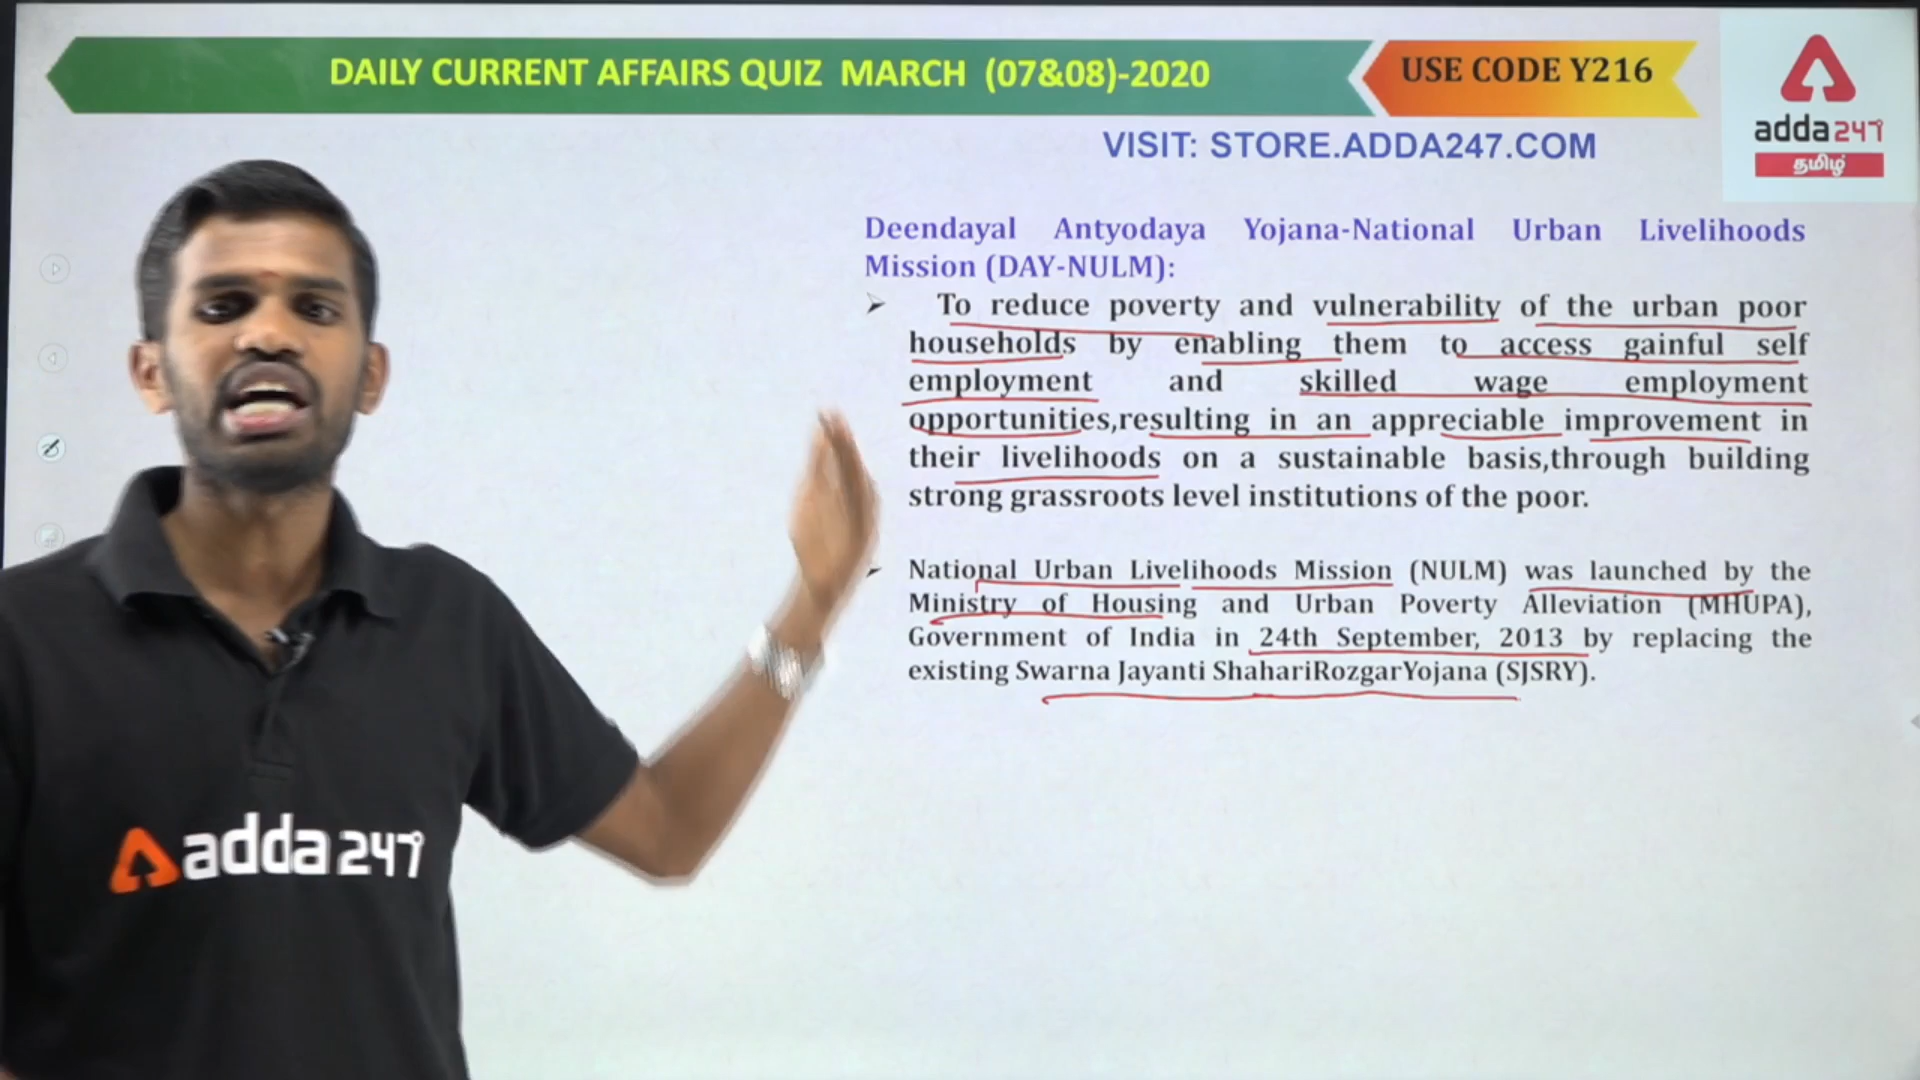 DAILY CURRENT AFFAIRS QUIZ MARCH (07&08)-2020
USE CODE Y216
VISIT: STORE.ADDA247.COM
adda247
தமிழ்
Deendayal Antyodaya Yojana-National Urban Livelihoods
Mission (DAY-NULM):
To reduce poverty and vulnerability of the urban poor
households by enabling them to access gainful self
employment and skilled wage employment
opportunities,resulting in an appreciable improvement in
their livelihoods on a sustainable basis,through building
strong grassroots level institutions of the poor.
National Urban Livelihoods Mission (NULM) was launched by the
Ministry of Housing and Urban Poverty Alleviation (MHUPA),
Government of India in 24th September, 2013 by replacing the
existing Swarna Jayanti ShahariRozgarYojana (SJSRY).
adda247